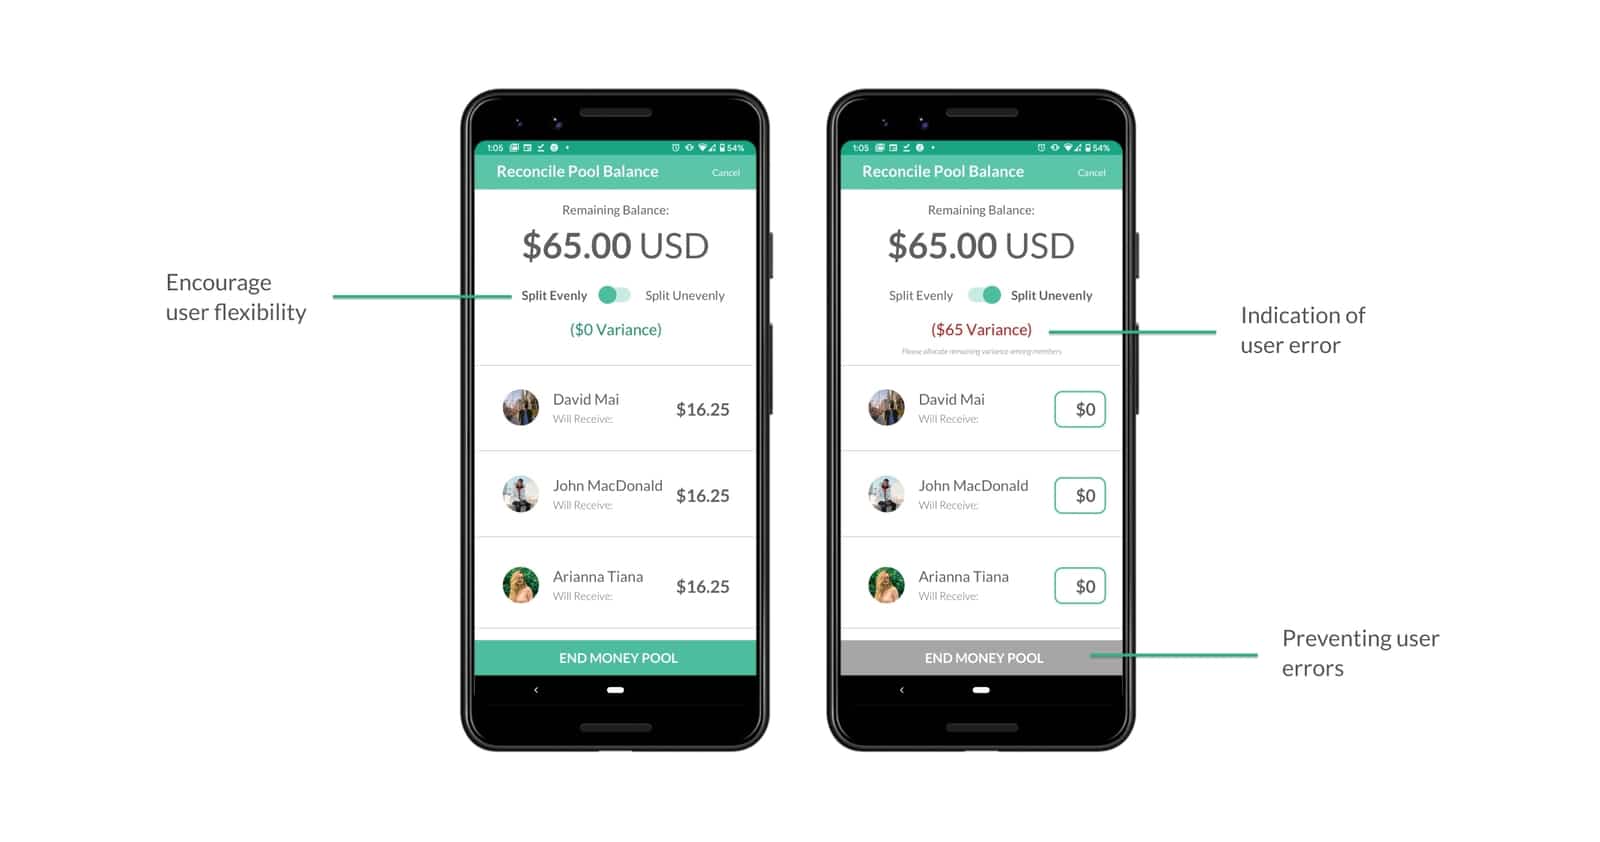 Encourage
user flexibility
1:05
54%
Reconcile Pool Balance
Cancel
Remaining Balance:
$65.00 USD
Split Evenly
Split Unevenly
($0 Variance)
David Mai
Will Receive:
$16.25
John MacDonald
Will Receive:
$16.25
Arianna Tiana
Will Receive:
$16.25
END MONEY POOL
1:05
54%
Reconcile Pool Balance
Cancel
Remaining Balance:
$65.00 USD
Split Evenly
Split Unevenly
($65 Variance)
Please allocate remaining variance among members
David Mai
Will Receive:
$0
John MacDonald
Will Receive:
$0
Arianna Tiana
Will Receive:
$0
END MONEY POOL
Indication of
user error
Preventing user
errors